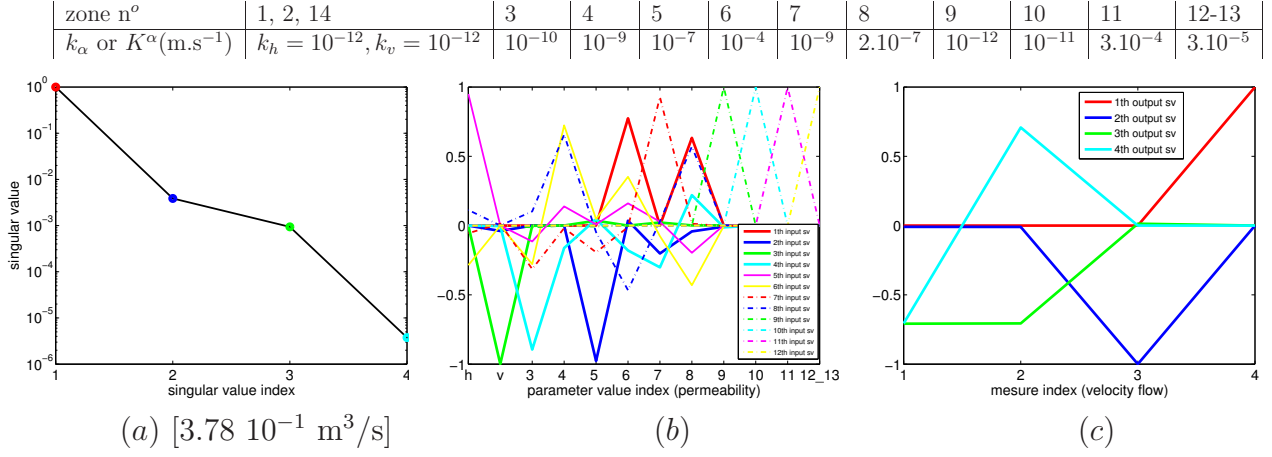 zone n^o 1, 2, 14 3 4 5 6 7 8 9 10 11 12-13
k_α or K^α(m.s^{−1}) k_h = 10^{−12}, k_v = 10^{−12} 10^{−10} 10^{−9} 10^{−7} 10^{−4} 10^{−9} 2.10^{−7} 10^{−12} 10^{−11} 3.10^{−4} 3.10^{−5}
10^0
10^{−1}
10^{−2}
10^{−3}
10^{−4}
10^{−5}
10^{−6}
singular value
1 2 3 4
singular value index
(a) [3.78 10^{−1} m^3/s]
1
0.5
0
−0.5
−1
1th input sv
2th input sv
3th input sv
4th input sv
5th input sv
6th input sv
7th input sv
8th input sv
9th input sv
10th input sv
11th input sv
12th input sv
h v 3 4 5 6 7 8 9 10 11 12_13
parameter value index (permeability)
(b)
1
0.5
0
−0.5
−1
1th output sv
2th output sv
3th output sv
4th output sv
1 2 3 4
mesure index (velocity flow)
(c)